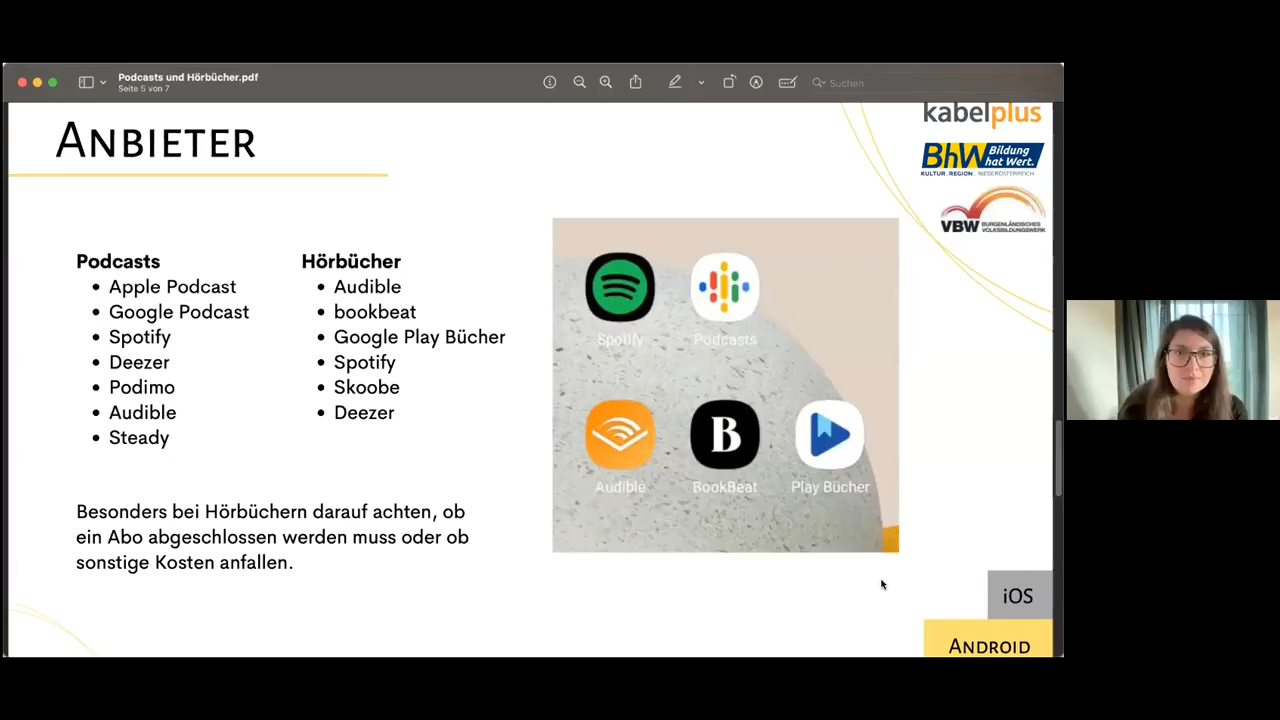 Podcasts und Hörbücher.pdf
Seite 5 von 7
Suchen
ANBIETER
kabelplus
BhW Bildung hat Wert.
KULTUR.REGION.NIEDERÖSTERREICH
VBW BURGENLÄNDISCHES VOLKSBILDUNGSWERK
Podcasts
• Apple Podcast
• Google Podcast
• Spotify
• Deezer
• Podimo
• Audible
• Steady
Hörbücher
• Audible
• bookbeat
• Google Play Bücher
• Spotify
• Skoobe
• Deezer
Spotify Podcasts
B
Audible BookBeat Play Bücher
Besonders bei Hörbüchern darauf achten, ob
ein Abo abgeschlossen werden muss oder ob
sonstige Kosten anfallen.
iOS
ANDROID